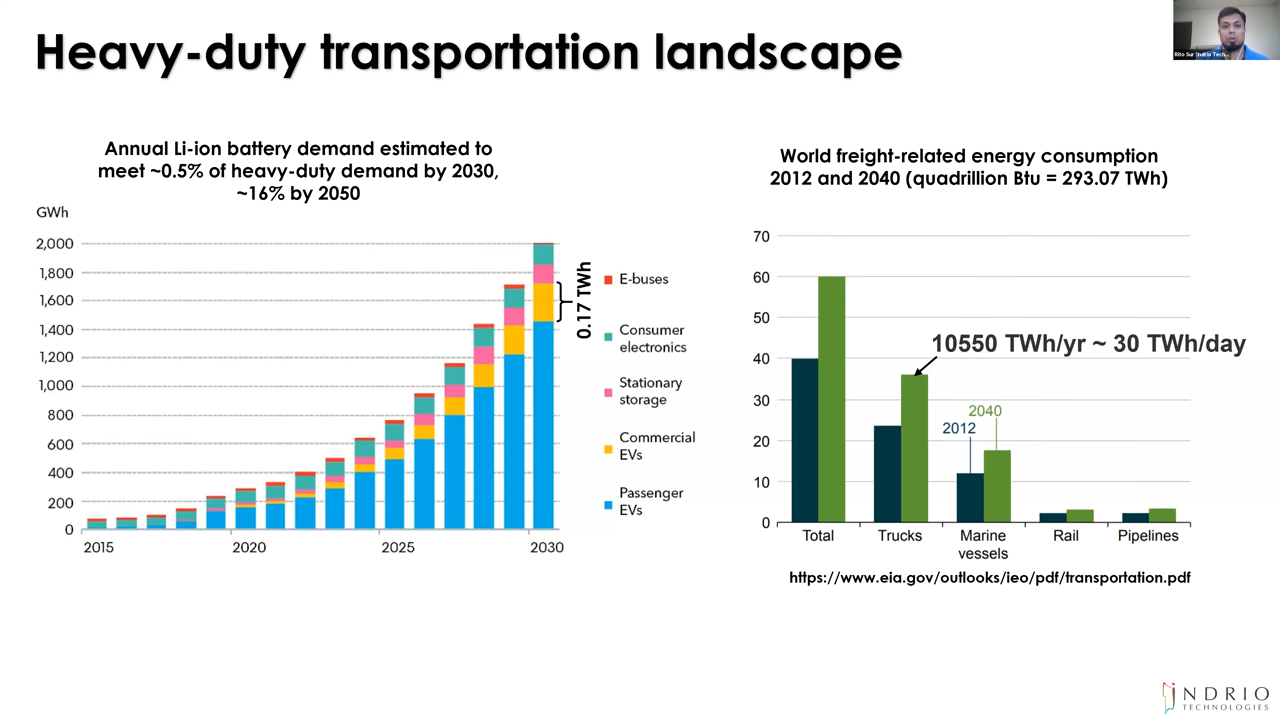 Heavy-duty transportation landscape
Rito Sur (Indrio Tech...
Annual Li-ion battery demand estimated to
meet ~0.5% of heavy-duty demand by 2030,
~16% by 2050
GWh
2,000
1,800
1,600
1,400
1,200
1,000
800
600
400
200
0
2015
2020
2025
2030
0.17 TWh
E-buses
Consumer
electronics
Stationary
storage
Commercial
EVs
Passenger
EVs
World freight-related energy consumption
2012 and 2040 (quadrillion Btu = 293.07 TWh)
70
60
50
40
30
20
10
0
10550 TWh/yr ~ 30 TWh/day
2040
2012
Total
Trucks
Marine
vessels
Rail
Pipelines
https://www.eia.gov/outlooks/ieo/pdf/transportation.pdf
INDRIO
TECHNOLOGIES